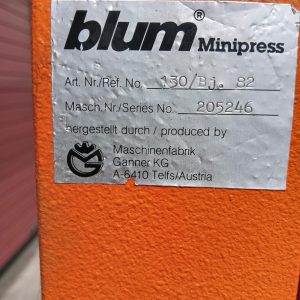 blum® Minipress
Art. Nr./Ref. No. 130/Bj. 82
Masch.Nr./Series No. 205246
hergestellt durch / produced by
Maschinenfabrik
Ganner KG
A-6410 Telfs/Austria